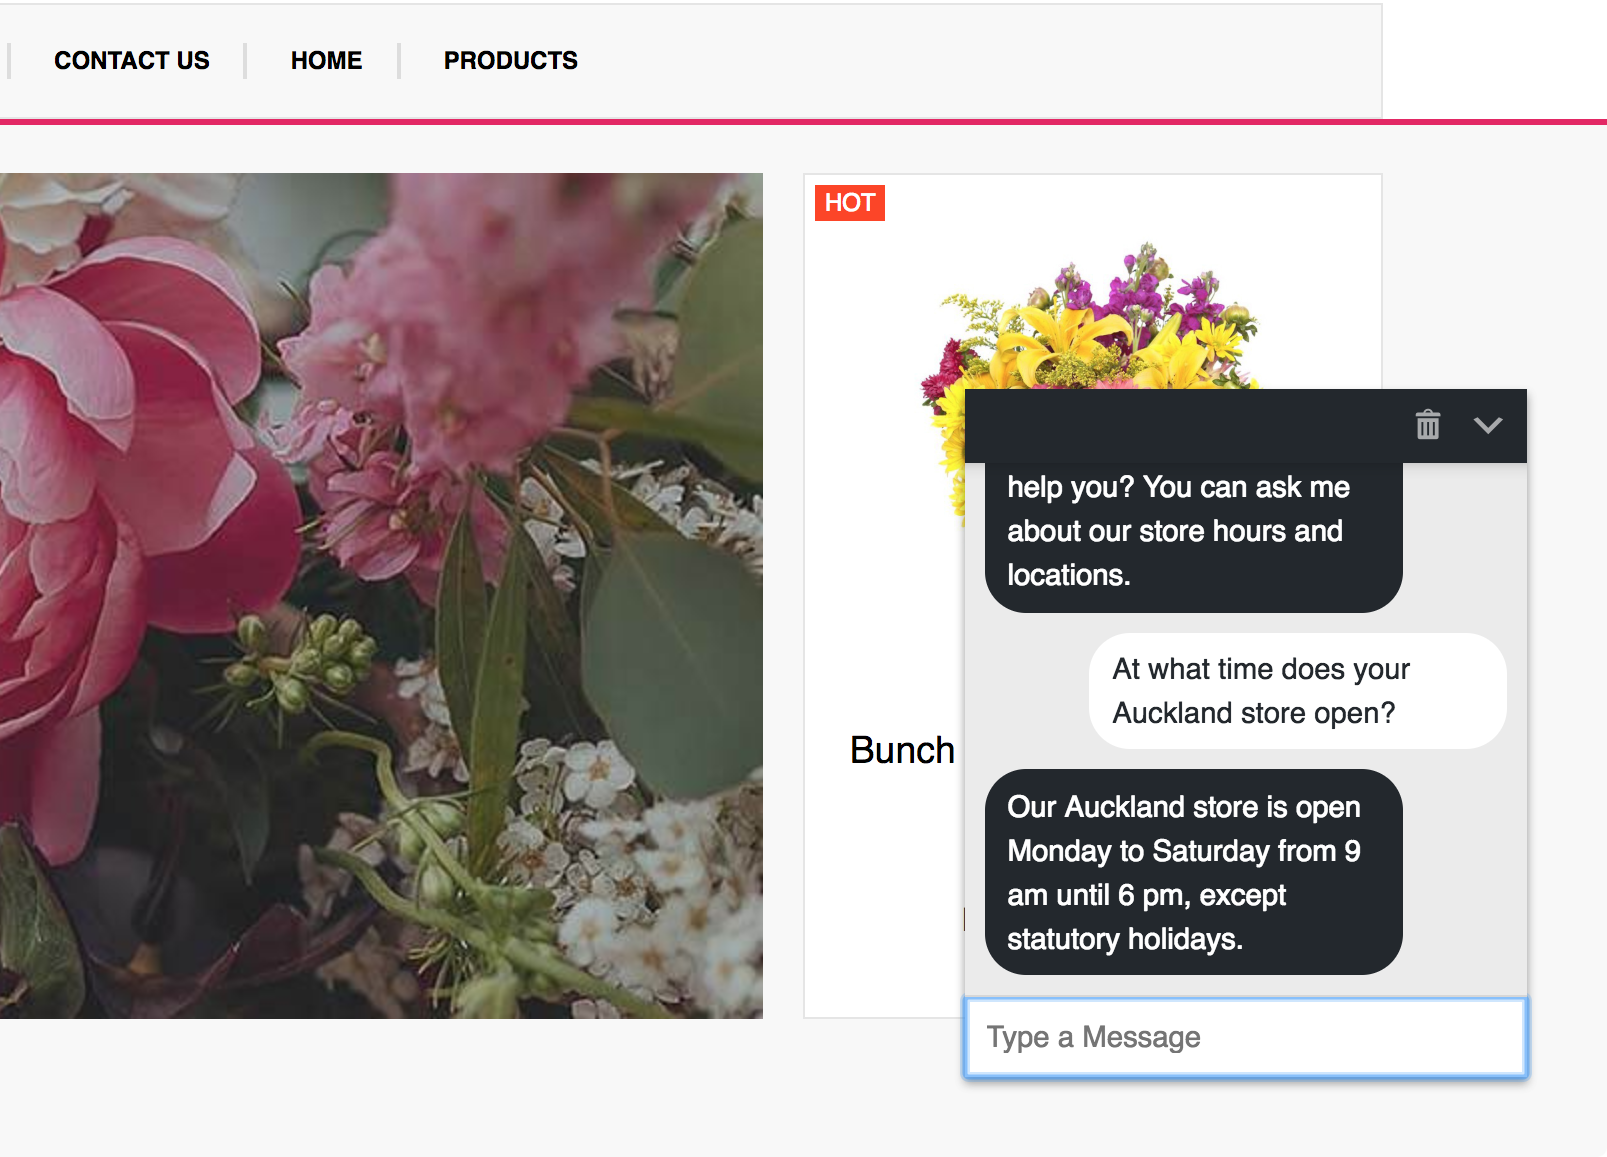 CONTACT US
HOME
PRODUCTS
HOT
Bunch
help you? You can ask me
about our store hours and
locations.
At what time does your
Auckland store open?
Our Auckland store is open
Monday to Saturday from 9
am until 6 pm, except
statutory holidays.
Type a Message